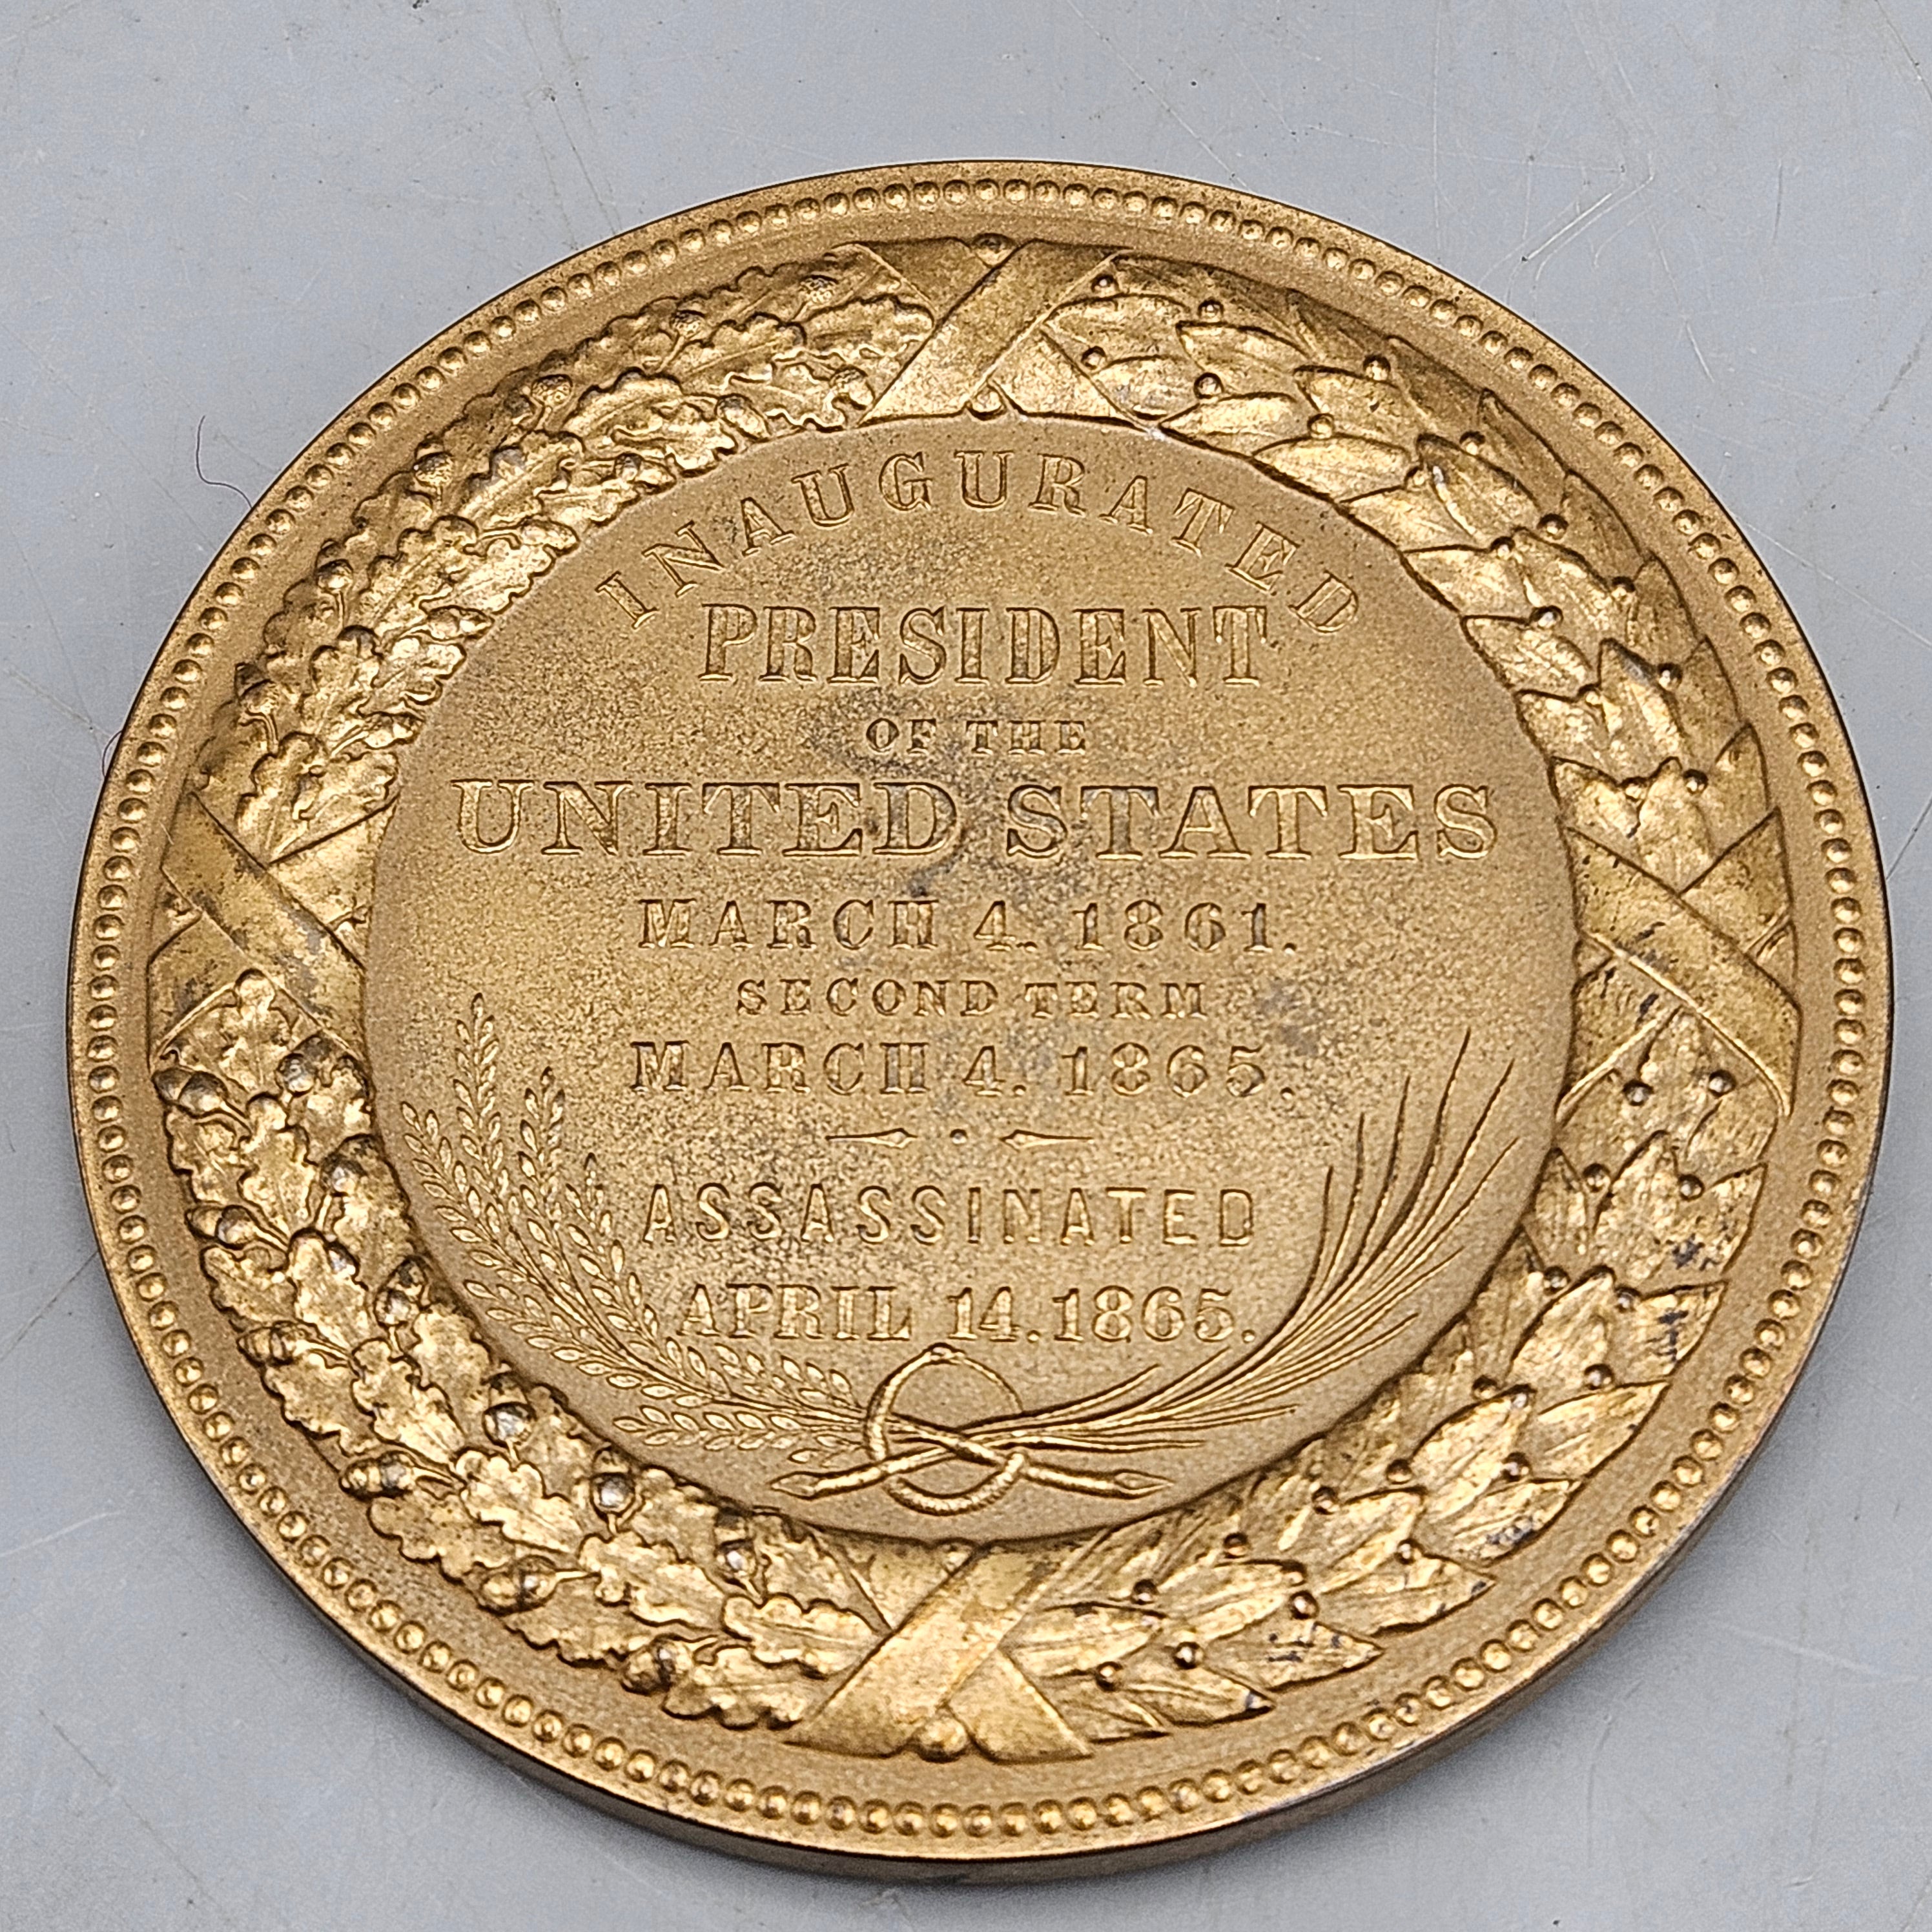 INAUGURATED
PRESIDENT
OF THE
UNITED STATES
MARCH 4. 1861.
SECOND TERM
MARCH 4. 1865.
ASSASSINATED
APRIL 14. 1865.